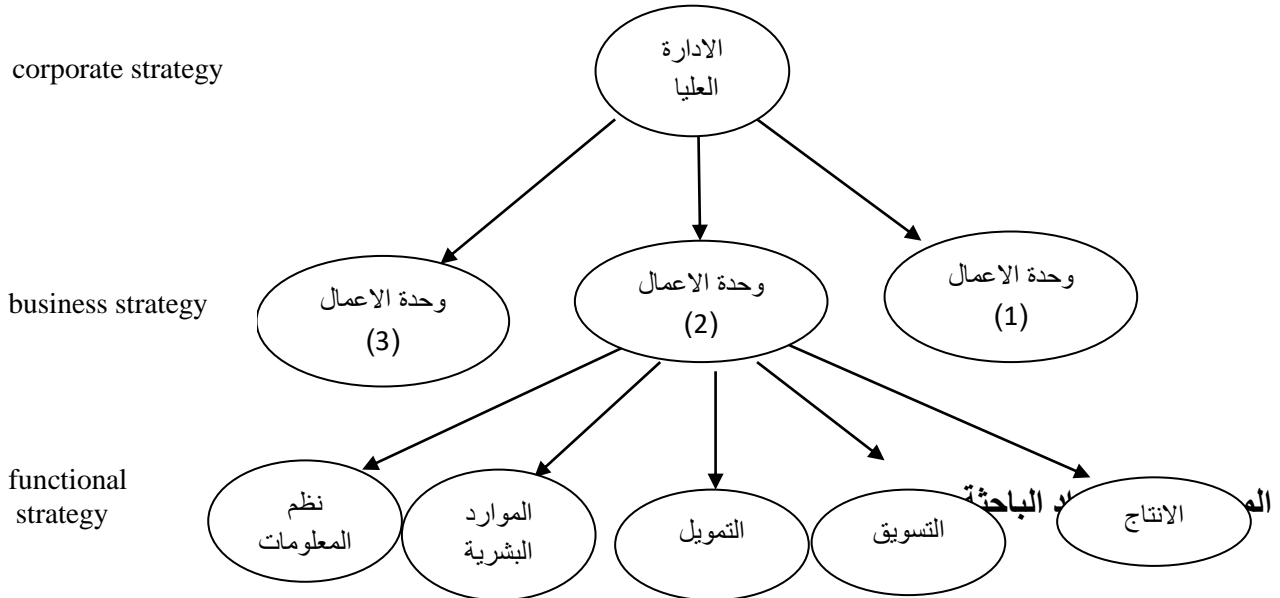 corporate strategy
الادارة
العليا
business strategy
وحدة الاعمال
(1)
وحدة الاعمال
(2)
وحدة الاعمال
(3)
functional
strategy
الانتاج
التسويق
التمويل
الموارد
البشرية
نظم
المعلومات
الباحثة